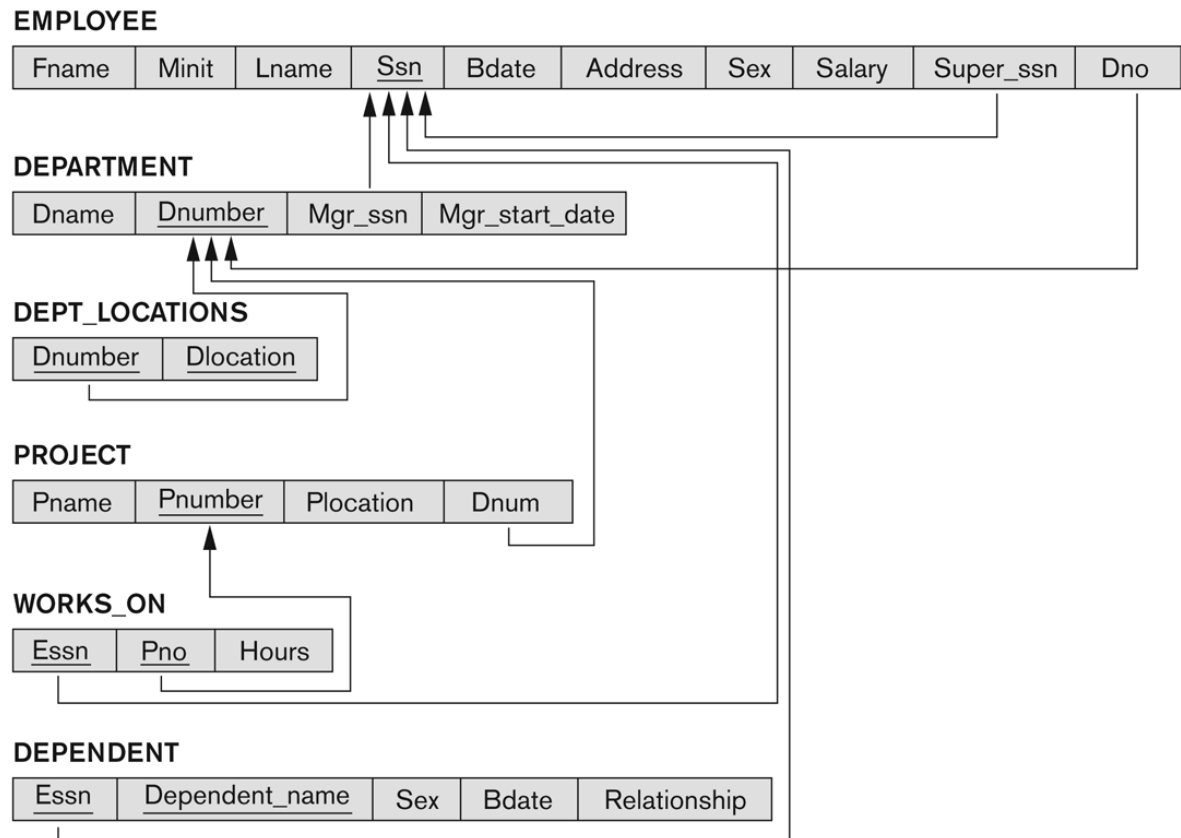 EMPLOYEE
Fname Minit Lname Ssn Bdate Address Sex Salary Super_ssn Dno
DEPARTMENT
Dname Dnumber Mgr_ssn Mgr_start_date
DEPT_LOCATIONS
Dnumber Dlocation
PROJECT
Pname Pnumber Plocation Dnum
WORKS_ON
Essn Pno Hours
DEPENDENT
Essn Dependent_name Sex Bdate Relationship